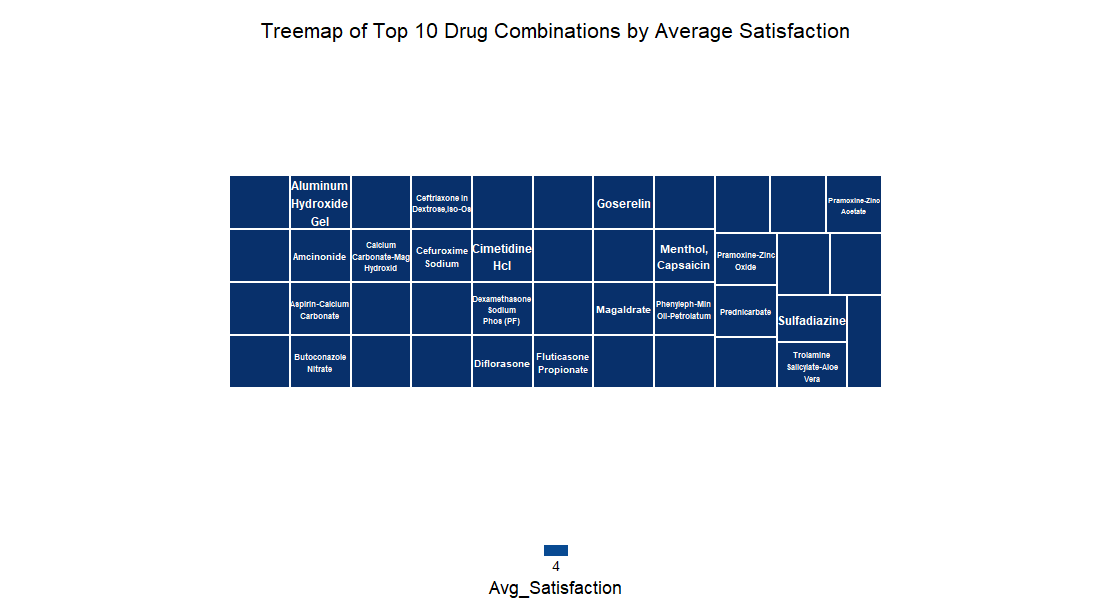 Treemap of Top 10 Drug Combinations by Average Satisfaction
Aluminum
Hydroxide
Gel
Ceftriaxone in
Dextrose,Iso-Os
Goserelin
Pramoxine-Zinc
Acetate
Amcinonide
Calcium
Carbonate-Mag
Hydroxid
Cefuroxime
Sodium
Cimetidine
Hcl
Menthol,
Capsaicin
Pramoxine-Zinc
Oxide
Aspirin-Calcium
Carbonate
Dexamethasone
Sodium
Phos (PF)
Magaldrate
Phenyleph-Min
Oil-Petrolatum
Prednicarbate
Sulfadiazine
Butoconazole
Nitrate
Diflorasone
Fluticasone
Propionate
Trolamine
Salicylate-Aloe
Vera
4
Avg_Satisfaction